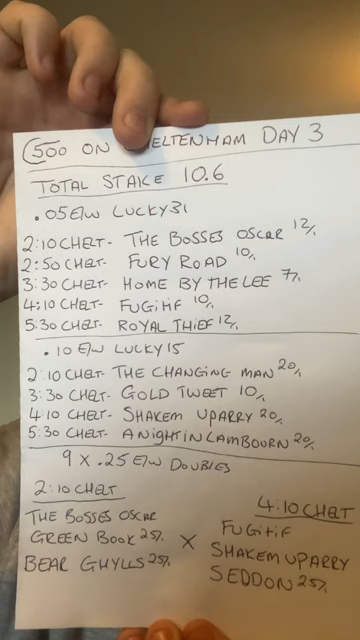 500 ON CHELTENHAM DAY 3
TOTAL STAKE 10.6
.05 E/W LUCKY 31
2:10 CHELT- THE BOSSES OSCAR 12/1
2:50 CHELT- FURY ROAD 10/1
3:30 CHELT- HOME BY THE LEE 7/1
4:10 CHELT- FUGITIF 10/1
5:30 CHELT- ROYAL THIEF 12/1
.10 E/W LUCKY 15
2:10 CHELT- THE CHANGING MAN 20/1
3:30 CHELT- GOLD TWEET 10/1
4:10 CHELT- SHAKEM UPARRY 20/1
5:30 CHELT- A NIGHT IN LAMBOURN 20/1
9 X .25 E/W DOUBLES
2:10 CHELT
THE BOSSES OSCAR
GREEN BOOK 25/1
BEAR GHYLLS 25/1
X
4:10 CHELT
FUGITIF
SHAKEM UPARRY
SEDDON 25/1